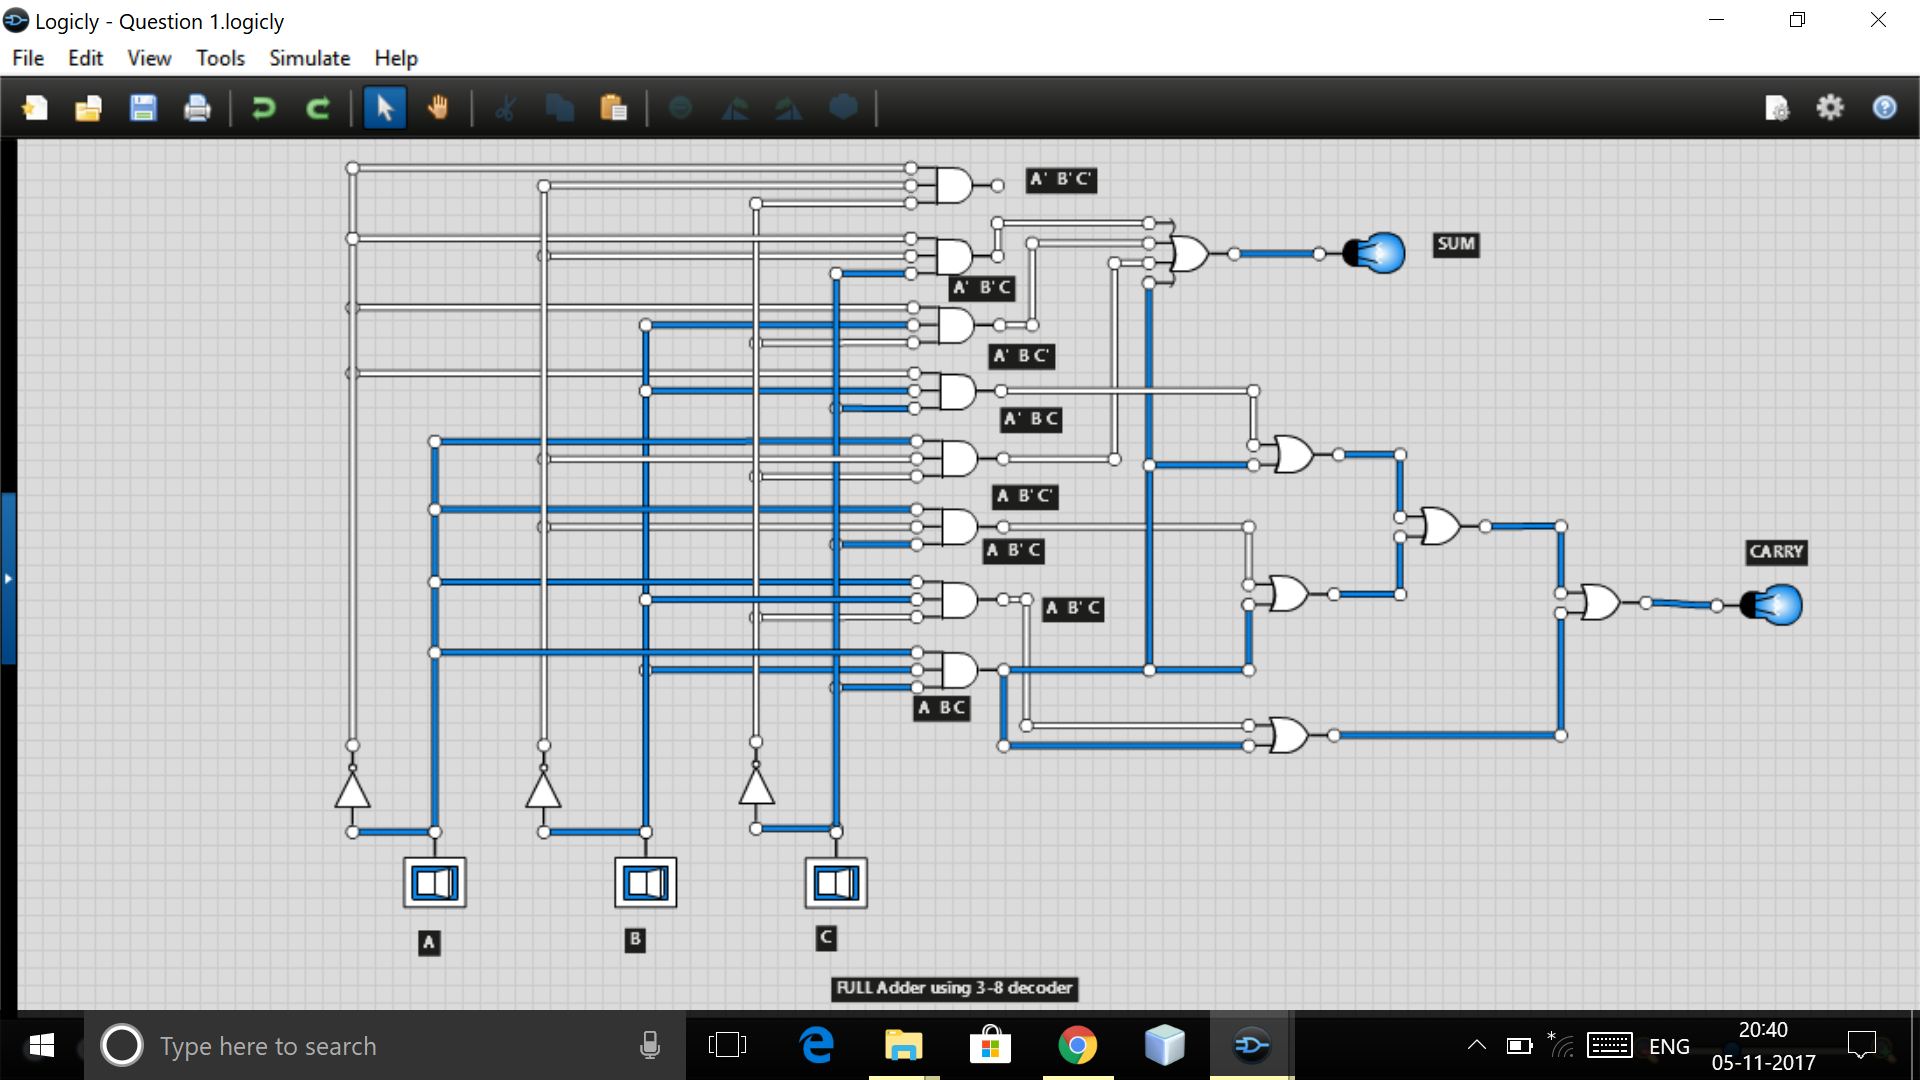 Logicly - Question 1.logicly
File Edit View Tools Simulate Help
A' B'C'
SUM
A' B'C
A' BC'
A' BC
A B'C'
A B'C
CARRY
A B'C
A BC
A
B
C
FULL Adder using 3-8 decoder
Type here to search
ENG
20:40
05-11-2017